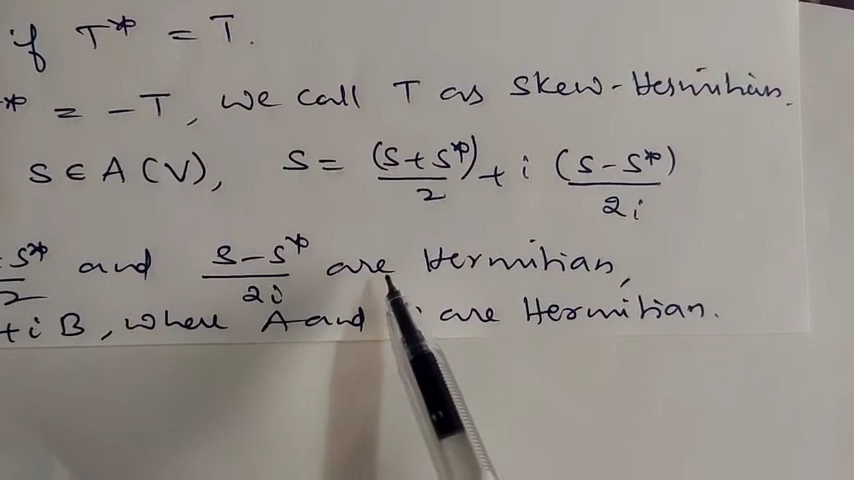 if T* = T.
* = -T, we call T as Skew-Hermitian.
S ∈ A(V), S = (S+S*)/2 + i (S-S*)/2i
S*/2 and S-S*/2i are Hermitian,
+iB, where A and are Hermitian.